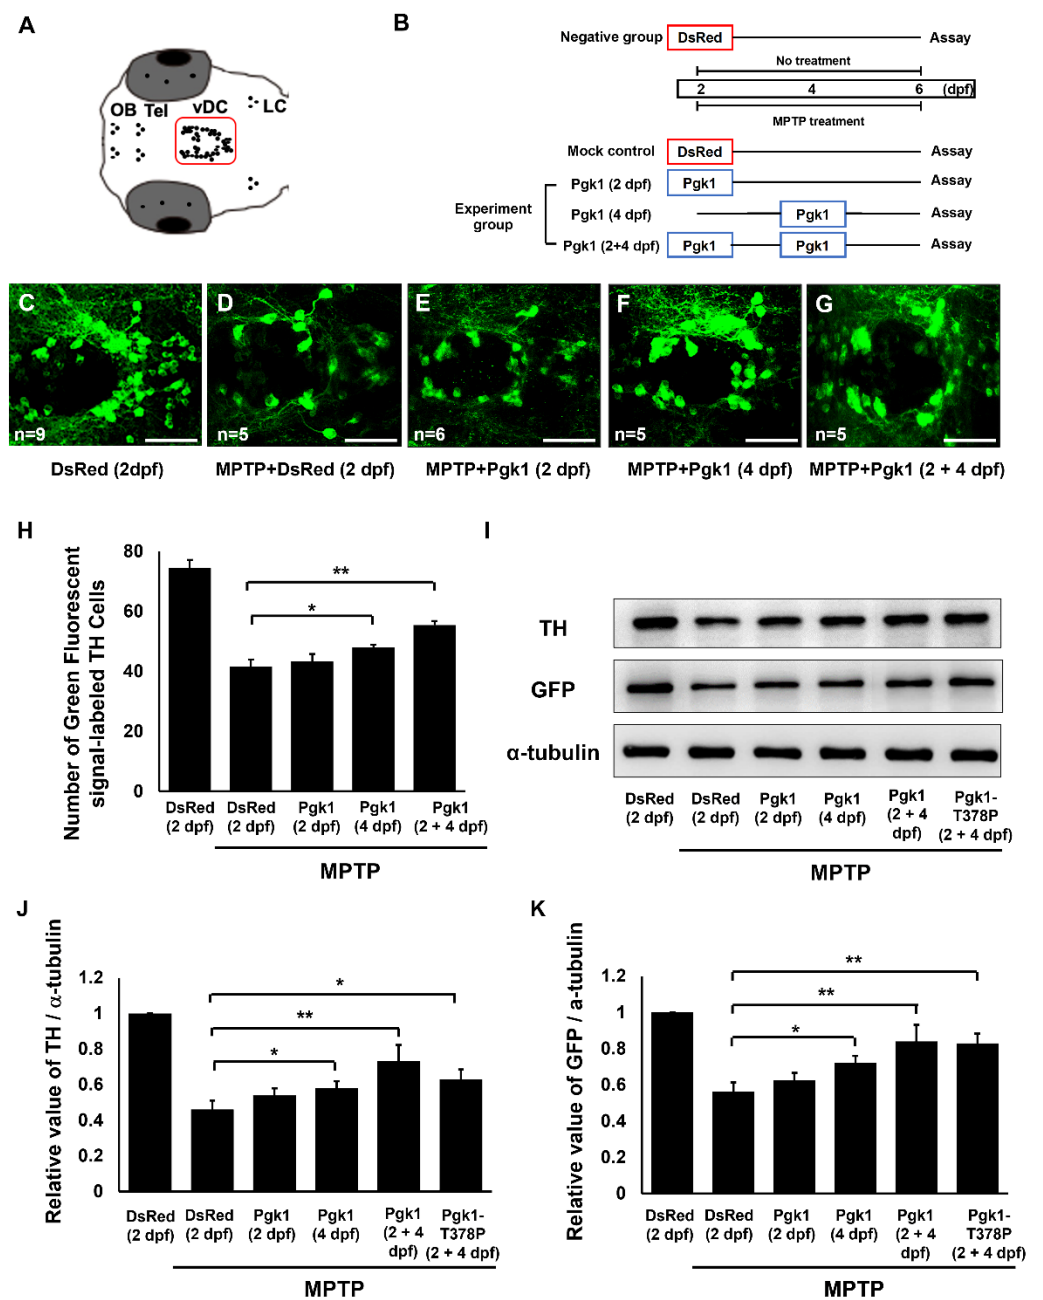 A
OB Tel vDC LC
B
Negative group DsRed Assay
No treatment
2 4 6 (dpf)
MPTP treatment
Mock control DsRed Assay
Experiment
group
Pgk1 (2 dpf) Pgk1 Assay
Pgk1 (4 dpf) Pgk1 Assay
Pgk1 (2+4 dpf) Pgk1 Pgk1 Assay
C
n=9
DsRed (2dpf)
D
n=5
MPTP+DsRed (2 dpf)
E
n=6
MPTP+Pgk1 (2 dpf)
F
n=5
MPTP+Pgk1 (4 dpf)
G
n=5
MPTP+Pgk1 (2 + 4 dpf)
H
Number of Green Fluorescent
signal-labeled TH Cells
80
60
40
20
0
**
*
DsRed
(2 dpf)
DsRed
(2 dpf)
Pgk1
(2 dpf)
Pgk1
(4 dpf)
Pgk1
(2 + 4 dpf)
MPTP
I
TH
GFP
α-tubulin
DsRed
(2 dpf)
DsRed
(2 dpf)
Pgk1
(2 dpf)
Pgk1
(4 dpf)
Pgk1
(2 + 4
dpf)
Pgk1-
T378P
(2 + 4 dpf)
MPTP
J
Relative value of TH / α-tubulin
1.2
1
0.8
0.6
0.4
0.2
0
*
**
*
DsRed
(2 dpf)
DsRed
(2 dpf)
Pgk1
(2 dpf)
Pgk1
(4 dpf)
Pgk1
(2 + 4
dpf)
Pgk1-
T378P
(2 + 4 dpf)
MPTP
K
Relative value of GFP / a-tubulin
1.2
1
0.8
0.6
0.4
0.2
0
**
**
*
DsRed
(2 dpf)
DsRed
(2 dpf)
Pgk1
(2 dpf)
Pgk1
(4 dpf)
Pgk1
(2 + 4
dpf)
Pgk1-
T378P
(2 + 4 dpf)
MPTP